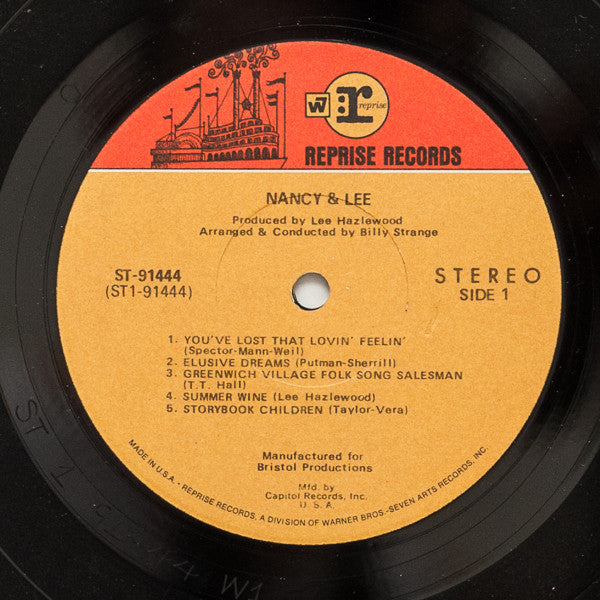 W r reprise
REPRISE RECORDS
NANCY & LEE
Produced by Lee Hazlewood
Arranged & Conducted by Billy Strange
ST-91444
(ST1-91444)
STEREO
SIDE 1
1. YOU'VE LOST THAT LOVIN' FEELIN'
(Spector-Mann-Weil)
2. ELUSIVE DREAMS (Putman-Sherrill)
3. GREENWICH VILLAGE FOLK SONG SALESMAN
(T.T. Hall)
4. SUMMER WINE (Lee Hazlewood)
5. STORYBOOK CHILDREN (Taylor-Vera)
Manufactured for
Bristol Productions
Mfd. by
Capitol Records, Inc.
U. S. A.
MADE IN U.S.A. - REPRISE RECORDS, A DIVISION OF WARNER BROS.-SEVEN ARTS RECORDS, INC.